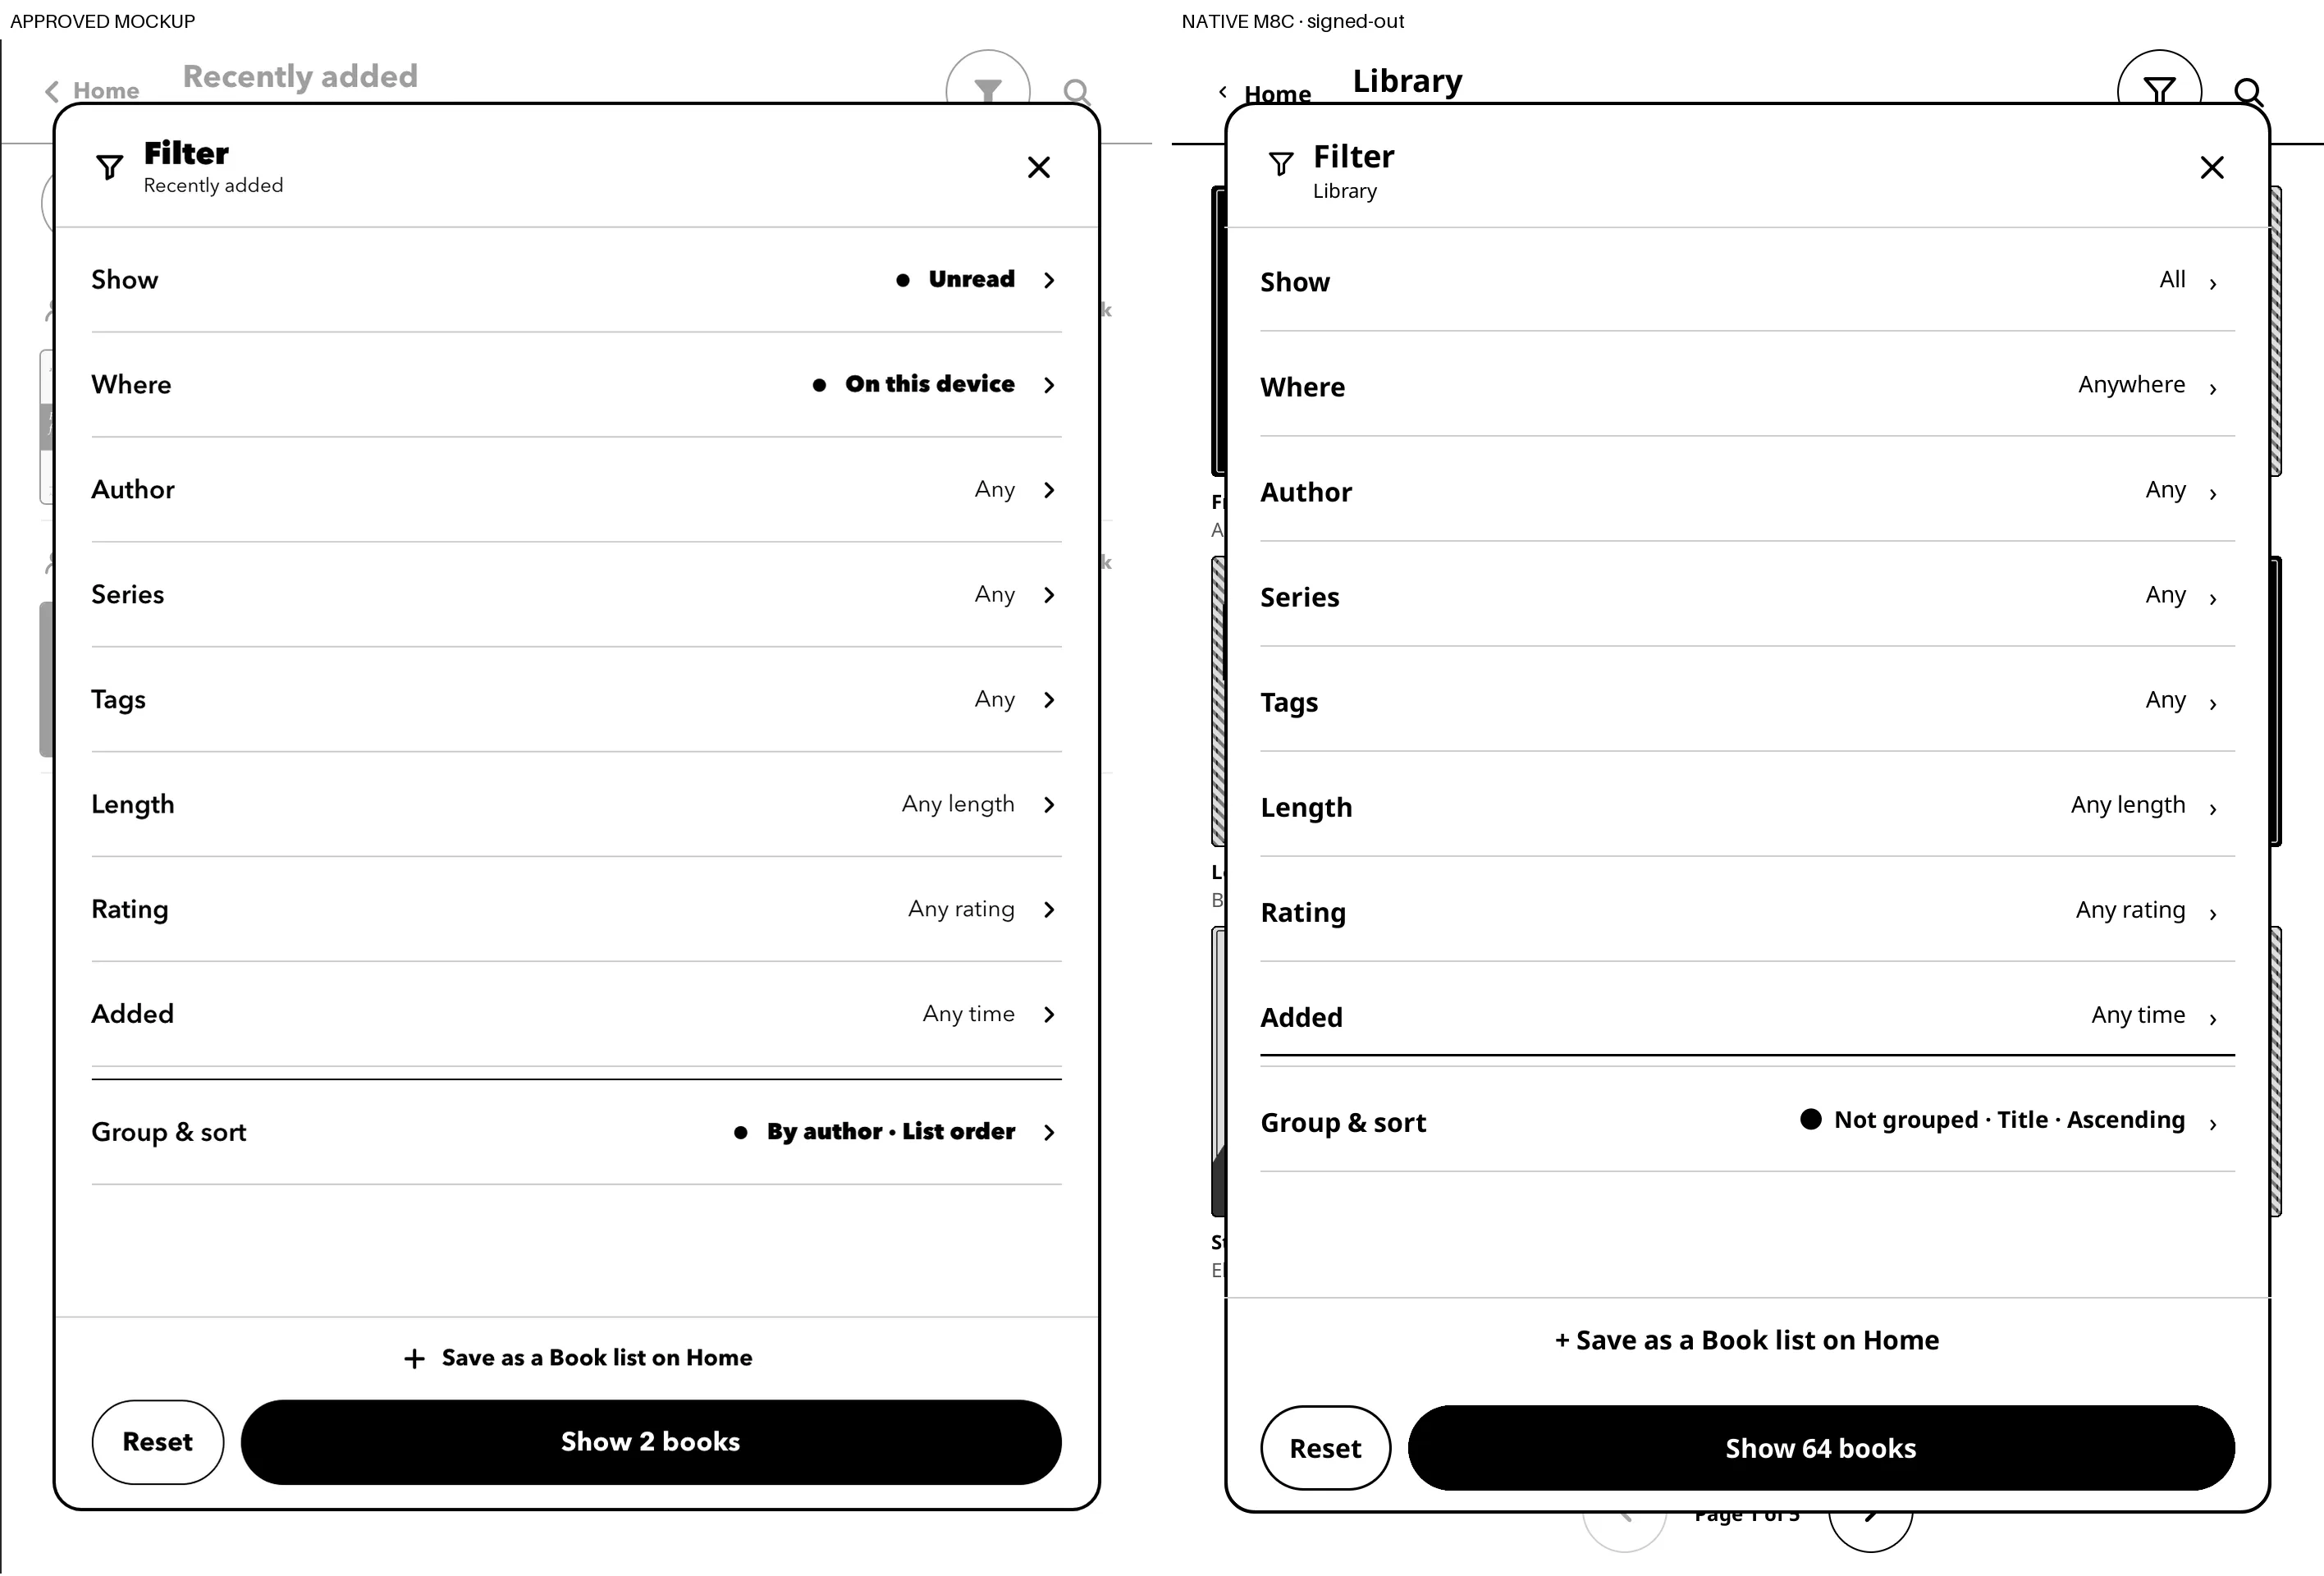 APPROVED MOCKUP
Home
Recently added
Filter
Recently added
Show
Unread
Where
On this device
Author
Any
Series
Any
Tags
Any
Length
Any length
Rating
Any rating
Added
Any time
Group & sort
By author · List order
+ Save as a Book list on Home
Reset
Show 2 books
k
k
NATIVE M8C · signed-out
Home
Library
Filter
Library
Show
All
Where
Anywhere
Author
Any
Series
Any
Tags
Any
Length
Any length
Rating
Any rating
Added
Any time
Group & sort
Not grouped · Title · Ascending
+ Save as a Book list on Home
Reset
Show 64 books
Page 1 of 5